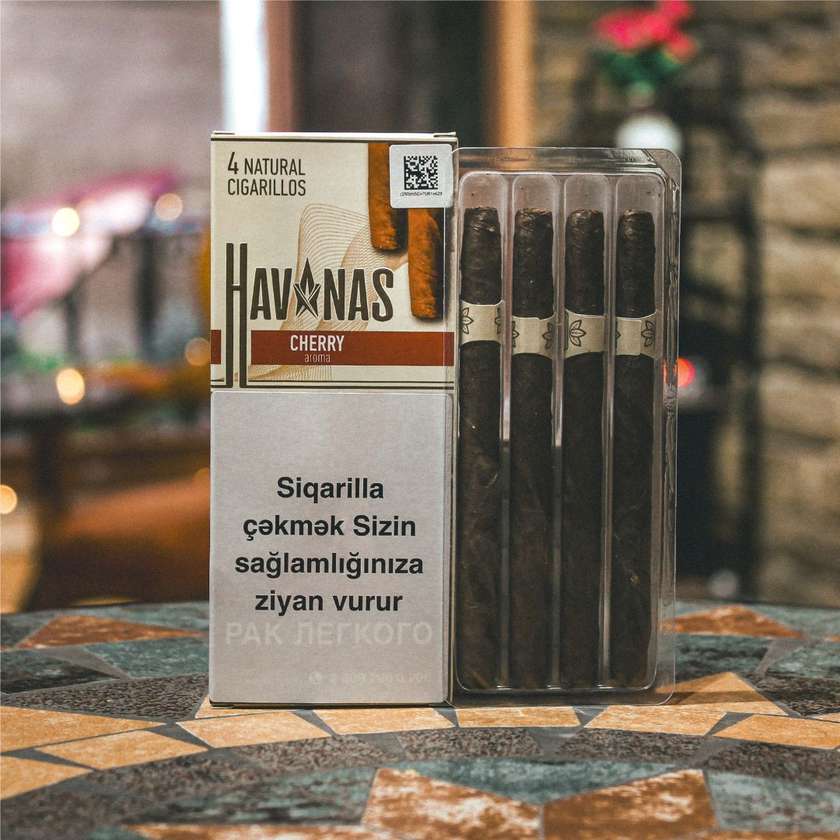 4 NATURAL
CIGARILLOS
HAVANAS
CHERRY
aroma
Siqarilla
çəkmək Sizin
sağlamlığınıza
ziyan vurur
РАК ЛЕГКОГО